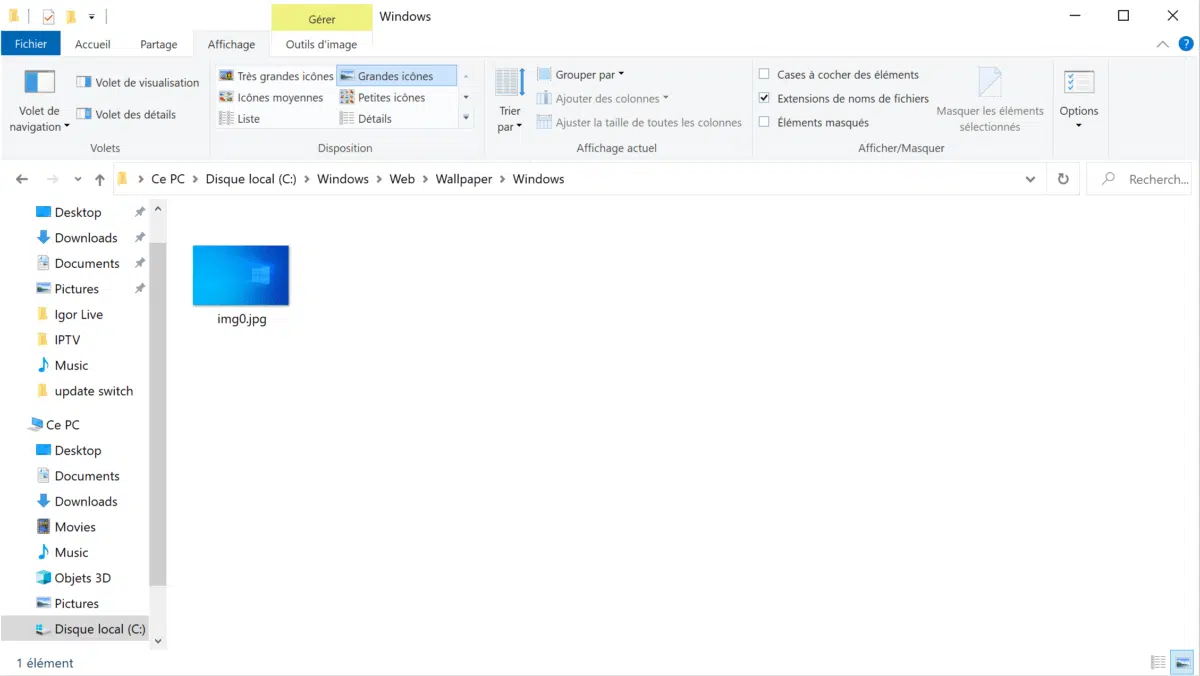 Gérer
Windows
Fichier
Accueil
Partage
Affichage
Outils d'image
Volet de navigation
Volet de visualisation
Volet des détails
Volets
Très grandes icônes
Grandes icônes
Icônes moyennes
Petites icônes
Liste
Détails
Disposition
Trier par
Grouper par
Ajouter des colonnes
Ajuster la taille de toutes les colonnes
Affichage actuel
Cases à cocher des éléments
Extensions de noms de fichiers
Éléments masqués
Masquer les éléments
sélectionnés
Afficher/Masquer
Options
Ce PC > Disque local (C:) > Windows > Web > Wallpaper > Windows
Recherch...
Desktop
Downloads
Documents
Pictures
Igor Live
IPTV
Music
update switch
Ce PC
Desktop
Documents
Downloads
Movies
Music
Objets 3D
Pictures
Disque local (C:)
img0.jpg
1 élément